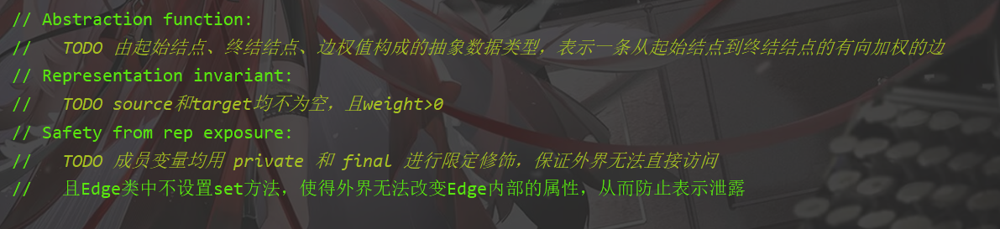 // Abstraction function:
//   TODO 由起始结点、终结结点、边权值构成的抽象数据类型，表示一条从起始结点到终结结点的有向加权的边
// Representation invariant:
//   TODO source和target均不为空，且weight>0
// Safety from rep exposure:
//   TODO 成员变量均用 private 和 final 进行限定修饰，保证外界无法直接访问
//   且Edge类中不设置set方法，使得外界无法改变Edge内部的属性，从而防止表示泄露